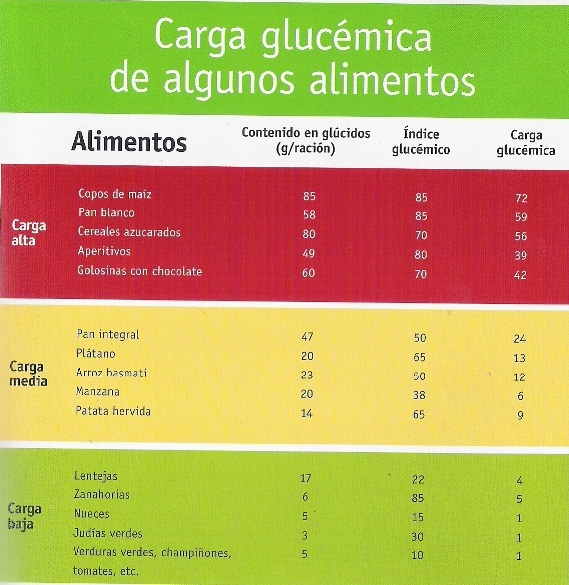 Carga glucémica
de algunos alimentos
Alimentos Contenido en glúcidos (g/ración) Índice glucémico Carga glucémica
Carga alta
Copos de maíz 85 85 72
Pan blanco 58 85 59
Cereales azucarados 80 70 56
Aperitivos 49 80 39
Golosinas con chocolate 60 70 42
Carga media
Pan integral 47 50 24
Plátano 20 65 13
Arroz basmati 23 50 12
Manzana 20 38 6
Patata hervida 14 65 9
Carga baja
Lentejas 17 22 4
Zanahorias 6 85 5
Nueces 5 15 1
Judías verdes 3 30 1
Verduras verdes, champiñones, 5 10 1
tomates, etc.